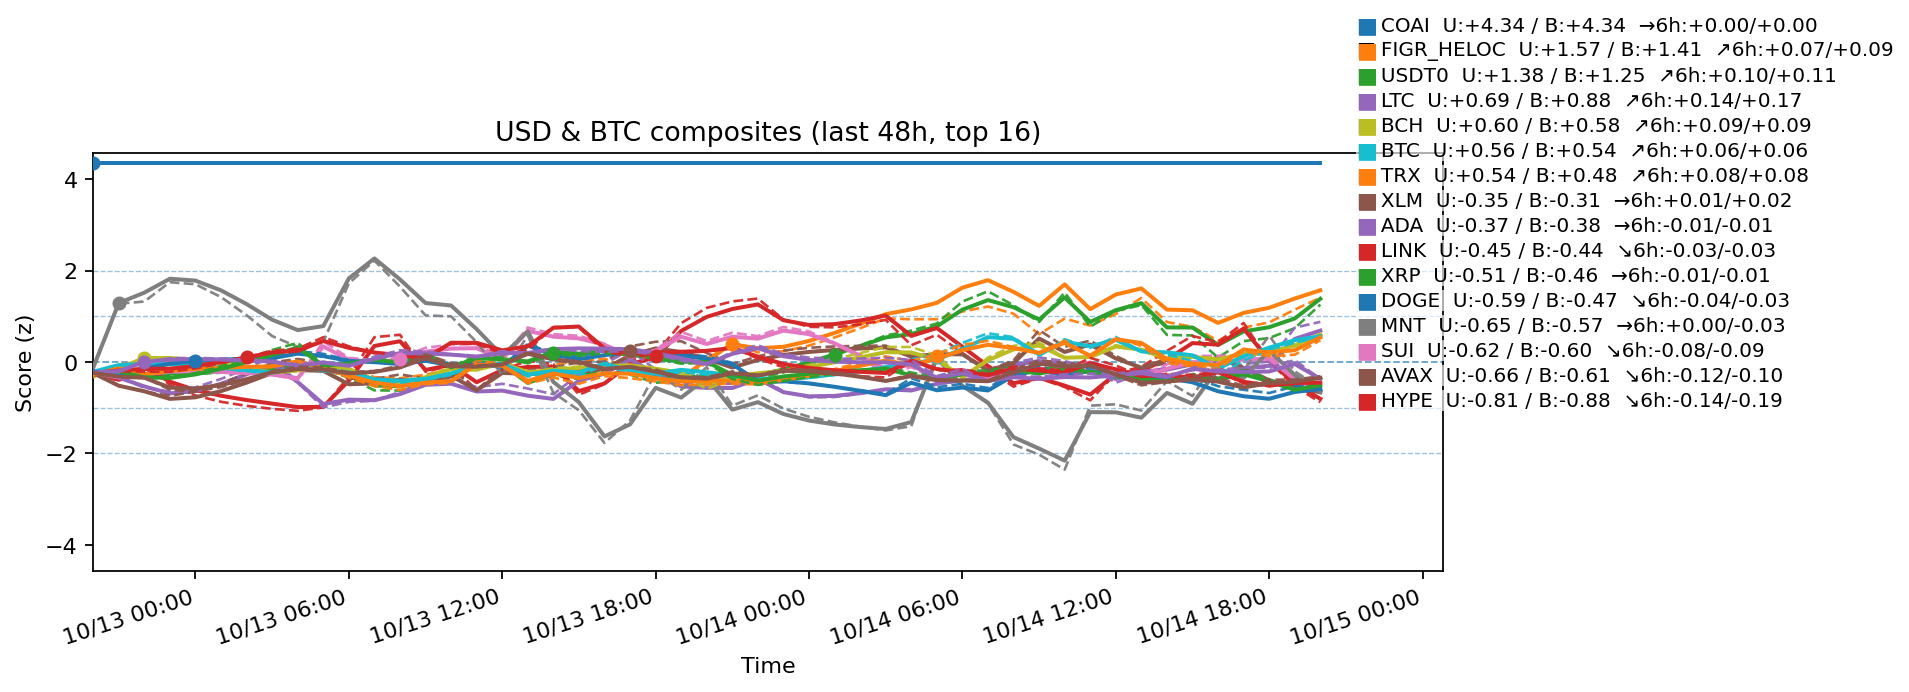 COAI  U:+4.34 / B:+4.34  →6h:+0.00/+0.00
FIGR_HELOC  U:+1.57 / B:+1.41  ↗6h:+0.07/+0.09
USDT0  U:+1.38 / B:+1.25  ↗6h:+0.10/+0.11
LTC  U:+0.69 / B:+0.88  ↗6h:+0.14/+0.17
BCH  U:+0.60 / B:+0.58  ↗6h:+0.09/+0.09
BTC  U:+0.56 / B:+0.54  ↗6h:+0.06/+0.06
TRX  U:+0.54 / B:+0.48  ↗6h:+0.08/+0.08
XLM  U:-0.35 / B:-0.31  →6h:+0.01/+0.02
ADA  U:-0.37 / B:-0.38  →6h:-0.01/-0.01
LINK  U:-0.45 / B:-0.44  ↘6h:-0.03/-0.03
XRP  U:-0.51 / B:-0.46  →6h:-0.01/-0.01
DOGE  U:-0.59 / B:-0.47  ↘6h:-0.04/-0.03
MNT  U:-0.65 / B:-0.57  →6h:+0.00/-0.03
SUI  U:-0.62 / B:-0.60  ↘6h:-0.08/-0.09
AVAX  U:-0.66 / B:-0.61  ↘6h:-0.12/-0.10
HYPE  U:-0.81 / B:-0.88  ↘6h:-0.14/-0.19
USD & BTC composites (last 48h, top 16)
Score (z)
4
2
0
−2
−4
10/13 00:00
10/13 06:00
10/13 12:00
10/13 18:00
10/14 00:00
10/14 06:00
10/14 12:00
10/14 18:00
10/15 00:00
Time